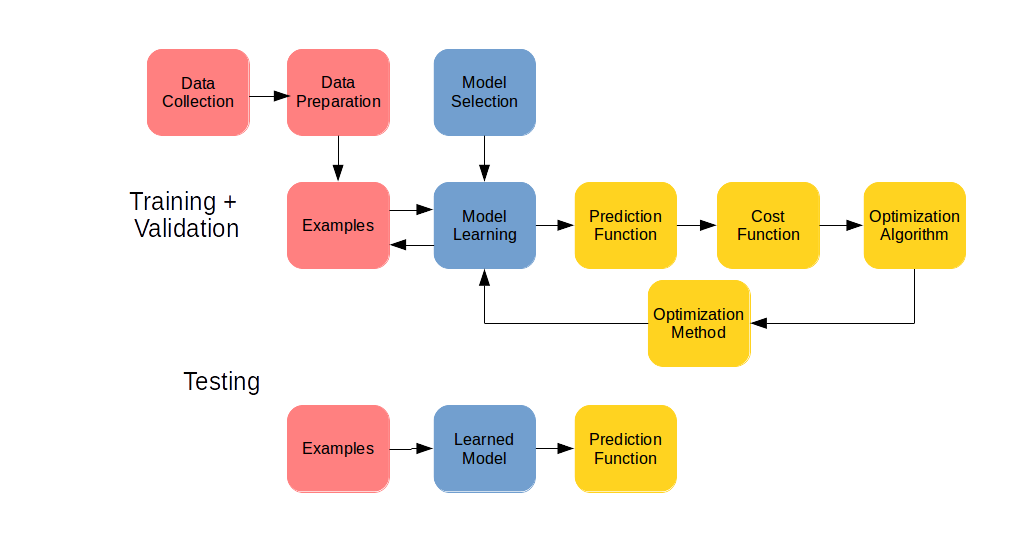 Data
Collection
Data
Preparation
Model
Selection
Training +
Validation
Examples
Model
Learning
Prediction
Function
Cost
Function
Optimization
Algorithm
Optimization
Method
Testing
Examples
Learned
Model
Prediction
Function